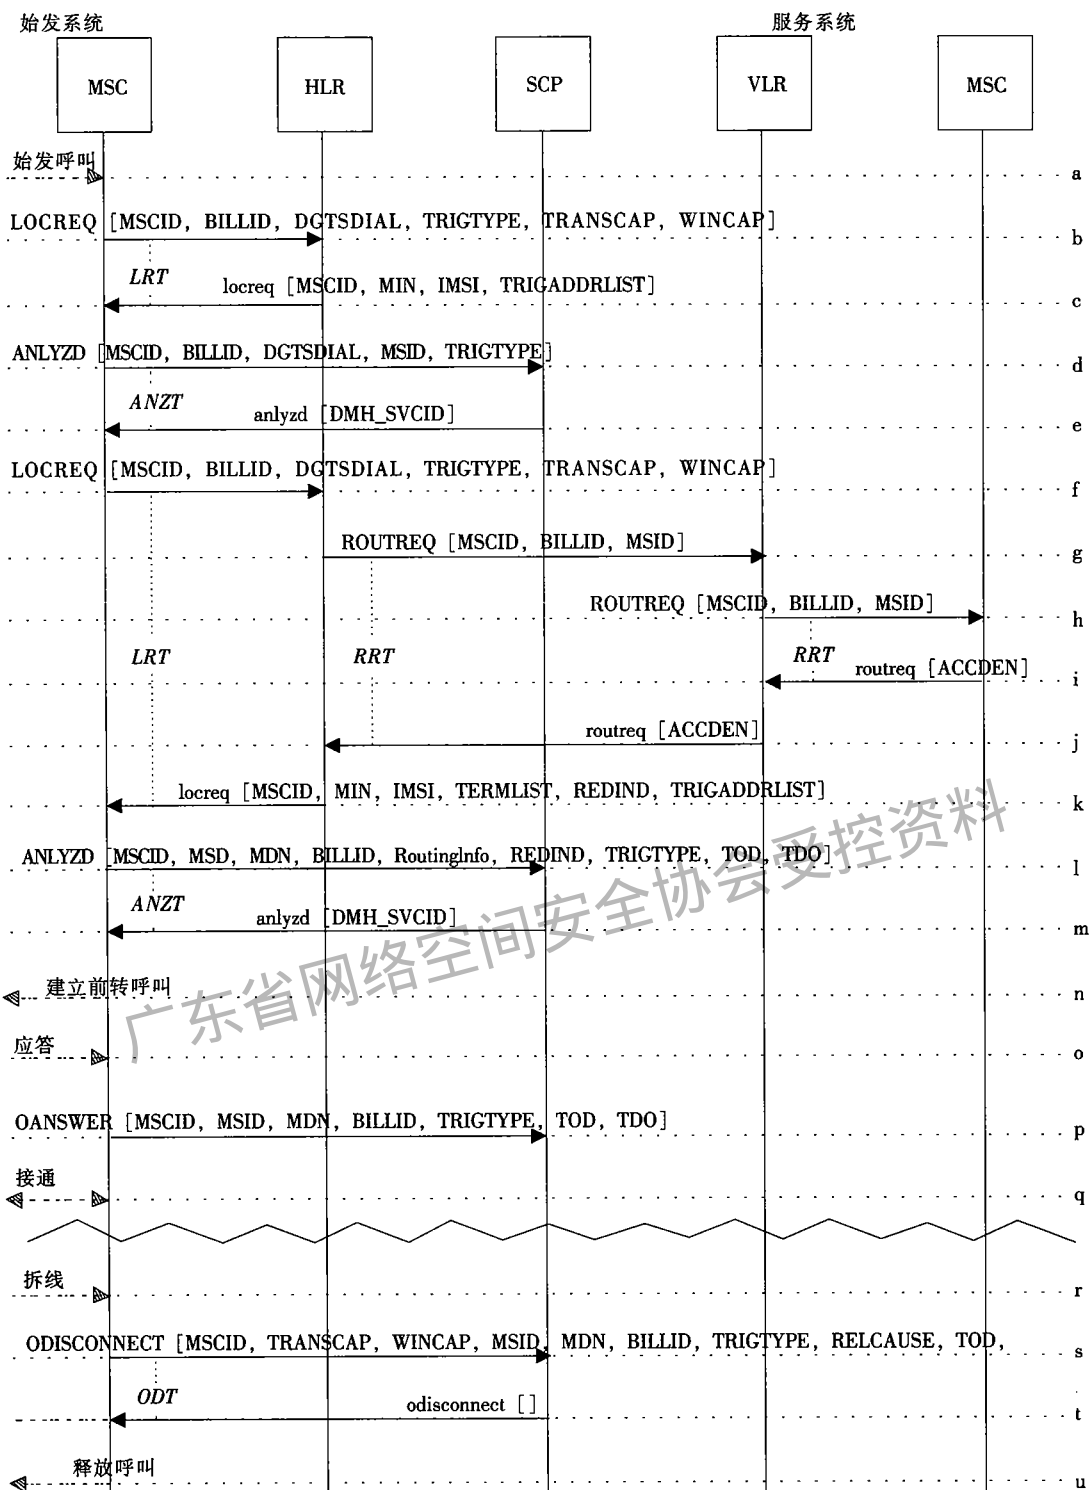 始发系统
服务系统
MSC
HLR
SCP
VLR
MSC
始发呼叫
a
LOCREQ [MSCID, BILLID, DGTSDIAL, TRIGTYPE, TRANSCAP, WINCAP]
b
LRT
locreq [MSCID, MIN, IMSI, TRIGADDRLIST]
c
ANLYZD [MSCID, BILLID, DGTSDIAL, MSID, TRIGTYPE]
d
ANZT
anlyzd [DMH_SVCID]
e
LOCREQ [MSCID, BILLID, DGTSDIAL, TRIGTYPE, TRANSCAP, WINCAP]
f
ROUTREQ [MSCID, BILLID, MSID]
g
ROUTREQ [MSCID, BILLID, MSID]
h
LRT
RRT
RRT
routreq [ACCDEN]
i
routreq [ACCDEN]
j
locreq [MSCID, MIN, IMSI, TERMLIST, REDIND, TRIGADDRLIST]
k
ANLYZD [MSCID, MSD, MDN, BILLID, RoutingInfo, REDIND, TRIGTYPE, TOD, TDO]
l
ANZT
anlyzd [DMH_SVCID]
m
建立前转呼叫
n
应答
o
OANSWER [MSCID, MSID, MDN, BILLID, TRIGTYPE, TOD, TDO]
p
接通
q
拆线
r
ODISCONNECT [MSCID, TRANSCAP, WINCAP, MSID, MDN, BILLID, TRIGTYPE, RELCAUSE, TOD,
s
ODT
odisconnect []
t
释放呼叫
u
广东省网络空间安全协会受控资料